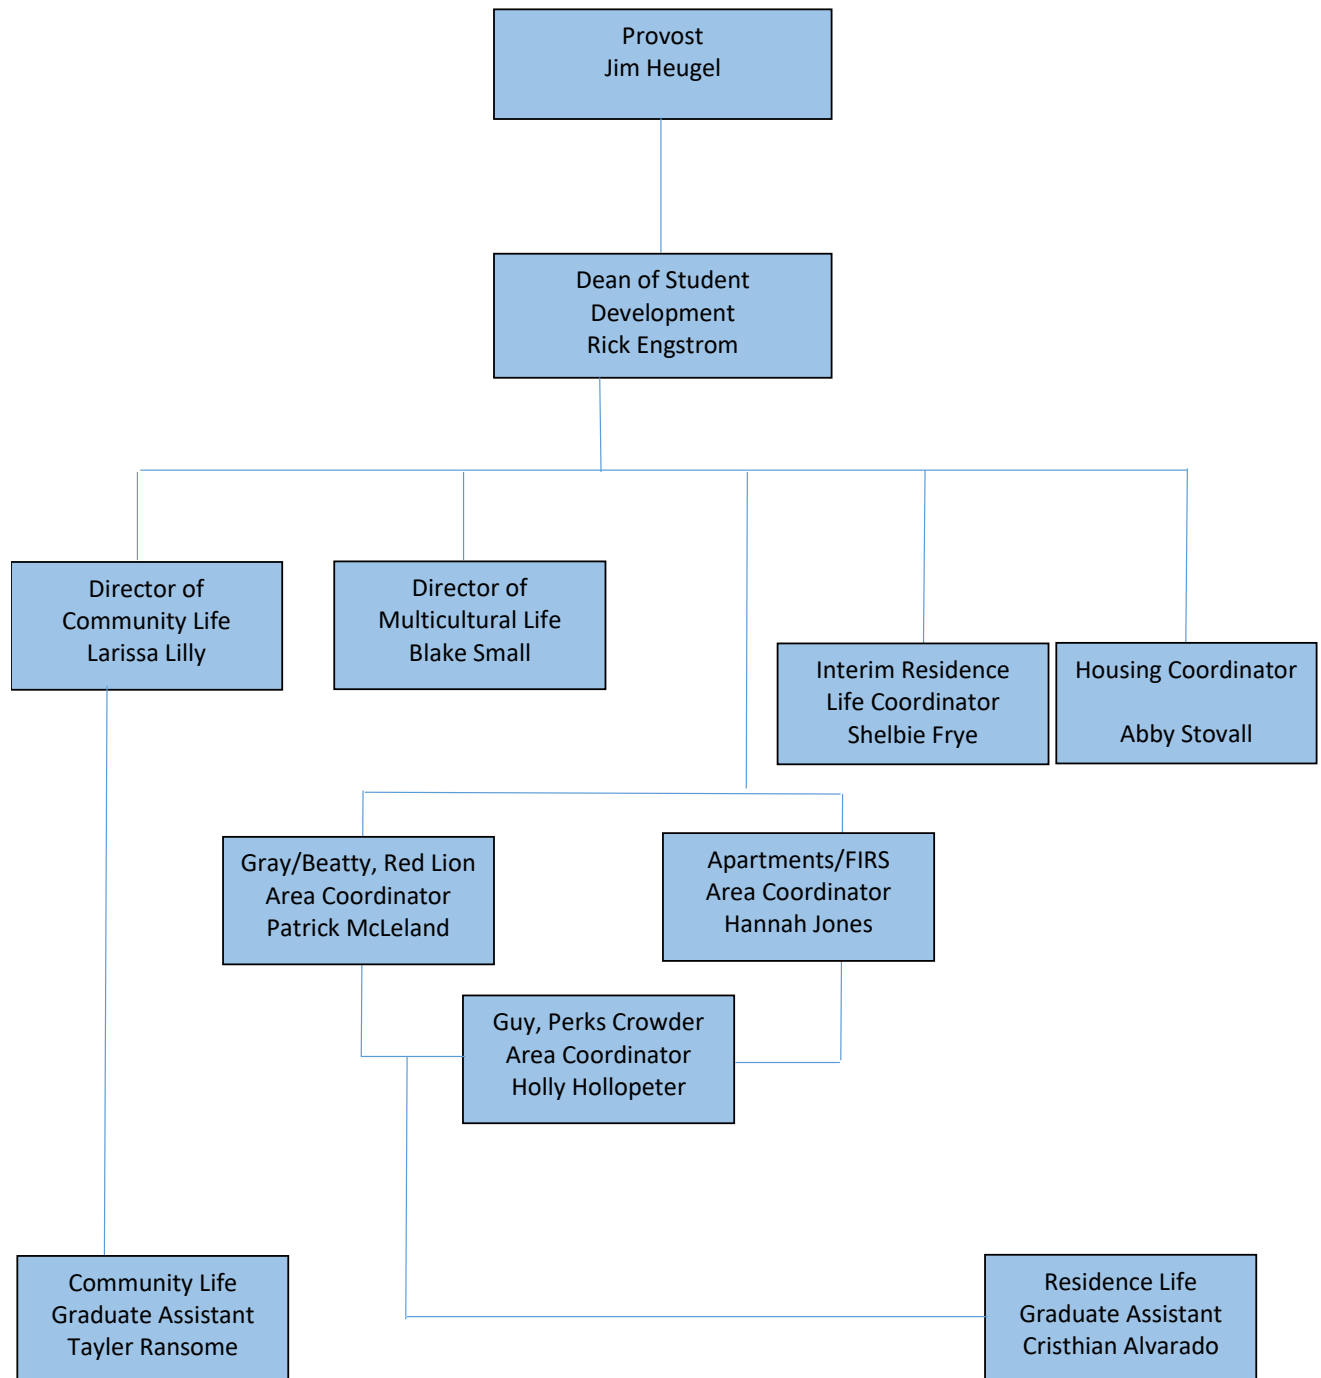 Provost
Jim Heugel
Dean of Student
Development
Rick Engstrom
Director of
Community Life
Larissa Lilly
Director of
Multicultural Life
Blake Small
Interim Residence
Life Coordinator
Shelbie Frye
Housing Coordinator
Abby Stovall
Gray/Beatty, Red Lion
Area Coordinator
Patrick McLeland
Apartments/FIRS
Area Coordinator
Hannah Jones
Guy, Perks Crowder
Area Coordinator
Holly Hollopeter
Community Life
Graduate Assistant
Tayler Ransome
Residence Life
Graduate Assistant
Cristhian Alvarado